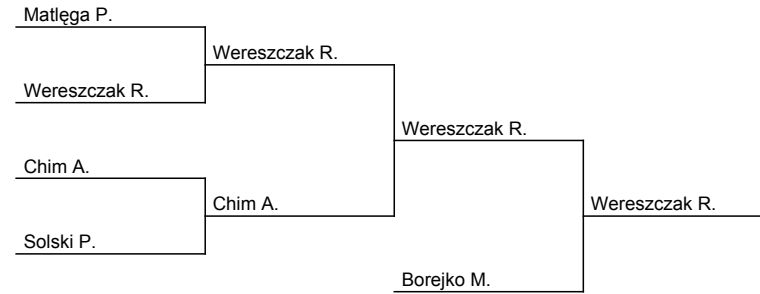 Matlęga P.
Wereszczak R.
Wereszczak R.
Wereszczak R.
Chim A.
Chim A.
Wereszczak R.
Solski P.
Borejko M.